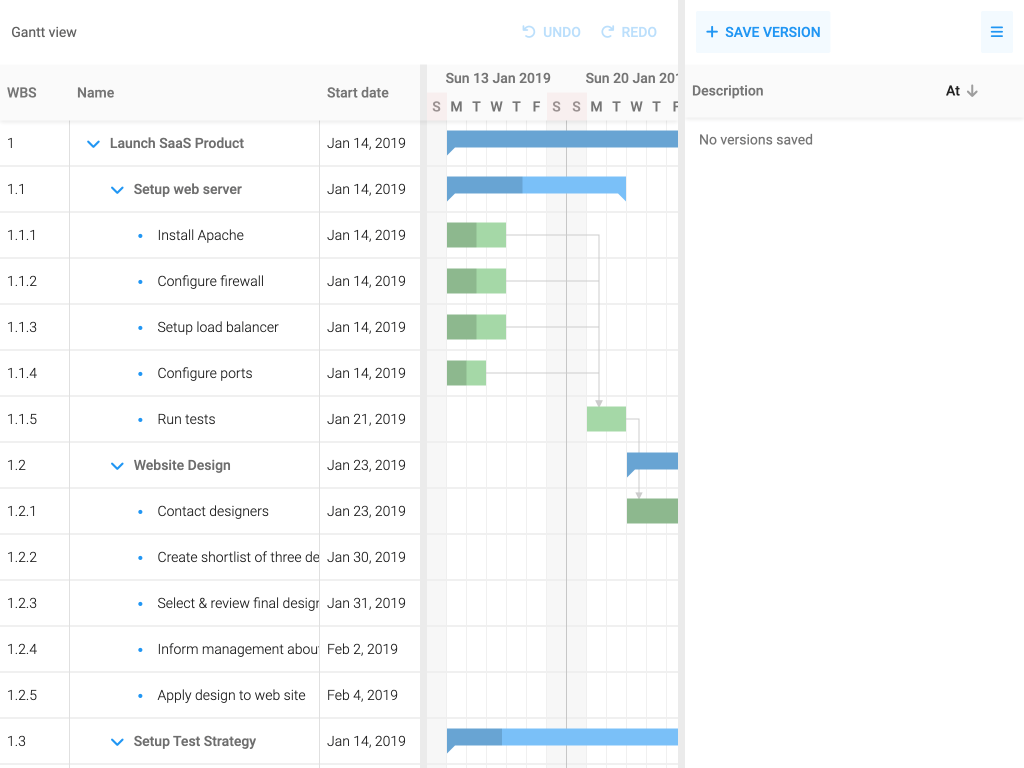 Gantt view
UNDO
REDO
SAVE VERSION
WBS
Name
Start date
Sun 13 Jan 2019
Sun 20 Jan 201
S M T W T F S S M T W T F
Description
At
No versions saved
1 Launch SaaS Product Jan 14, 2019
1.1 Setup web server Jan 14, 2019
1.1.1 Install Apache Jan 14, 2019
1.1.2 Configure firewall Jan 14, 2019
1.1.3 Setup load balancer Jan 14, 2019
1.1.4 Configure ports Jan 14, 2019
1.1.5 Run tests Jan 21, 2019
1.2 Website Design Jan 23, 2019
1.2.1 Contact designers Jan 23, 2019
1.2.2 Create shortlist of three de Jan 30, 2019
1.2.3 Select & review final design Jan 31, 2019
1.2.4 Inform management about Feb 2, 2019
1.2.5 Apply design to web site Feb 4, 2019
1.3 Setup Test Strategy Jan 14, 2019